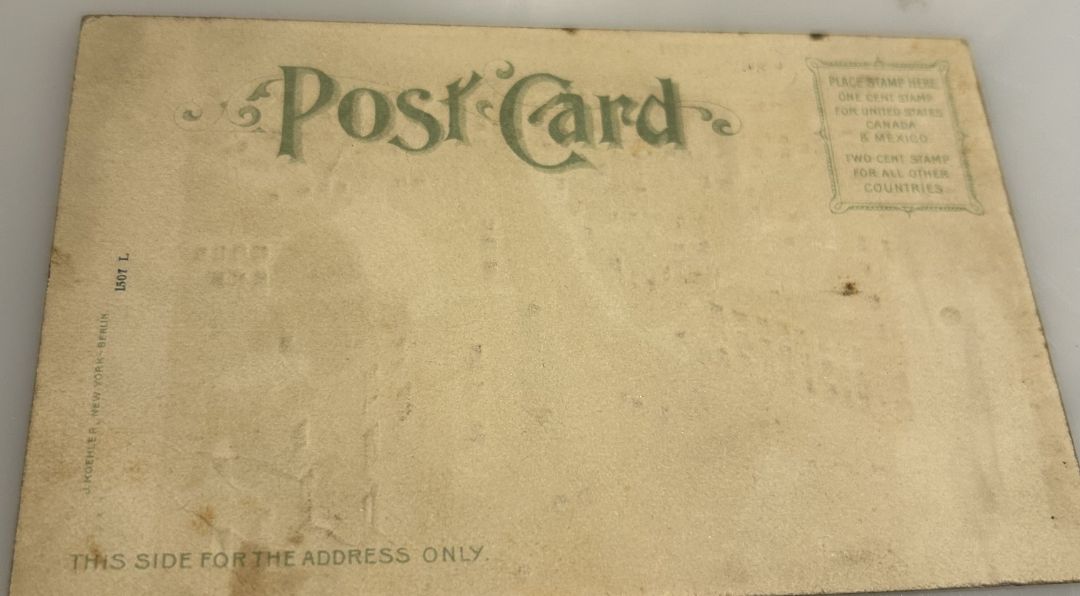 Post Card
PLACE STAMP HERE
ONE CENT STAMP
FOR UNITED STATES
CANADA
& MEXICO
TWO CENT STAMP
FOR ALL OTHER
COUNTRIES
1507 L.
J. KOEHLER, NEW YORK-BERLIN.
THIS SIDE FOR THE ADDRESS ONLY.